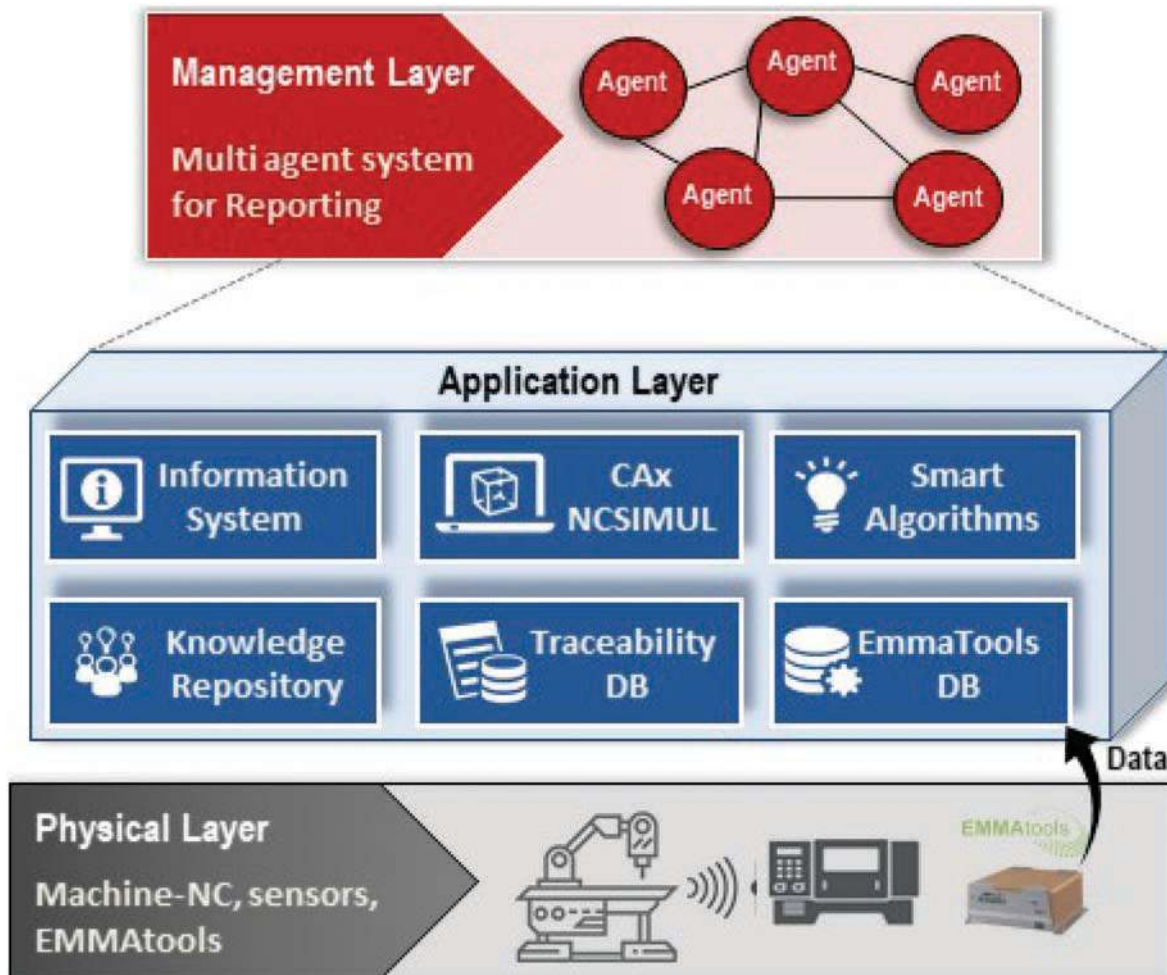 Management Layer
Multi agent system
for Reporting
Agent
Agent
Agent
Agent
Agent
Application Layer
Information
System
CAx
NCSIMUL
Smart
Algorithms
Knowledge
Repository
Traceability
DB
EmmaTools
DB
Data
Physical Layer
Machine-NC, sensors,
EMMAtools
EMMAtools